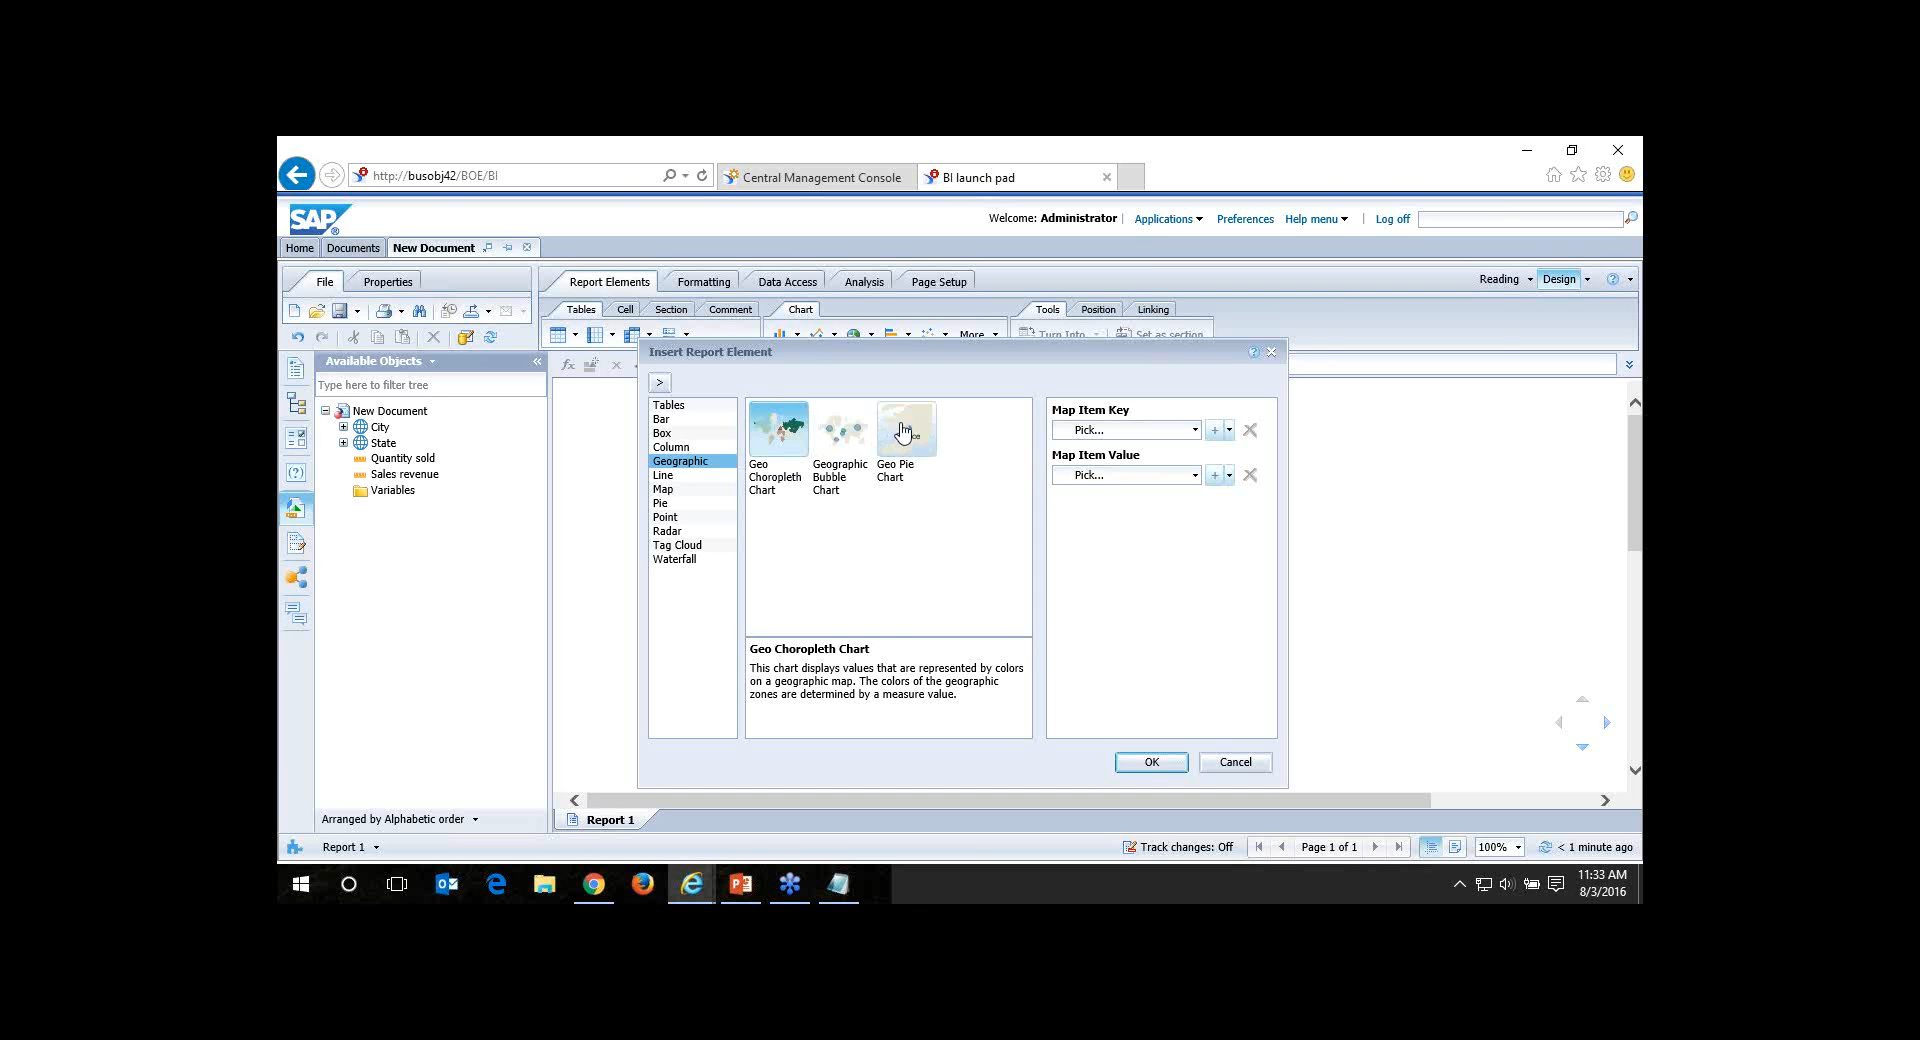 http://busobj42/BOE/BI
Central Management Console
BI launch pad
SAP
Welcome: Administrator
Applications
Preferences
Help menu
Log off
Home
Documents
New Document
File
Properties
Report Elements
Formatting
Data Access
Analysis
Page Setup
Reading
Design
Tables
Cell
Section
Comment
Chart
Tools
Position
Linking
More
Turn Into
Set as section
Available Objects
Type here to filter tree
New Document
City
State
Quantity sold
Sales revenue
Variables
Arranged by Alphabetic order
Insert Report Element
>
Tables
Bar
Box
Column
Geographic
Line
Map
Pie
Point
Radar
Tag Cloud
Waterfall
Geo
Choropleth
Chart
Geographic
Bubble
Chart
Geo Pie
Chart
Geo Choropleth Chart
This chart displays values that are represented by colors
on a geographic map. The colors of the geographic
zones are determined by a measure value.
Map Item Key
Pick...
Map Item Value
Pick...
OK
Cancel
Report 1
Report 1
Track changes: Off
Page 1 of 1
100%
< 1 minute ago
11:33 AM
8/3/2016